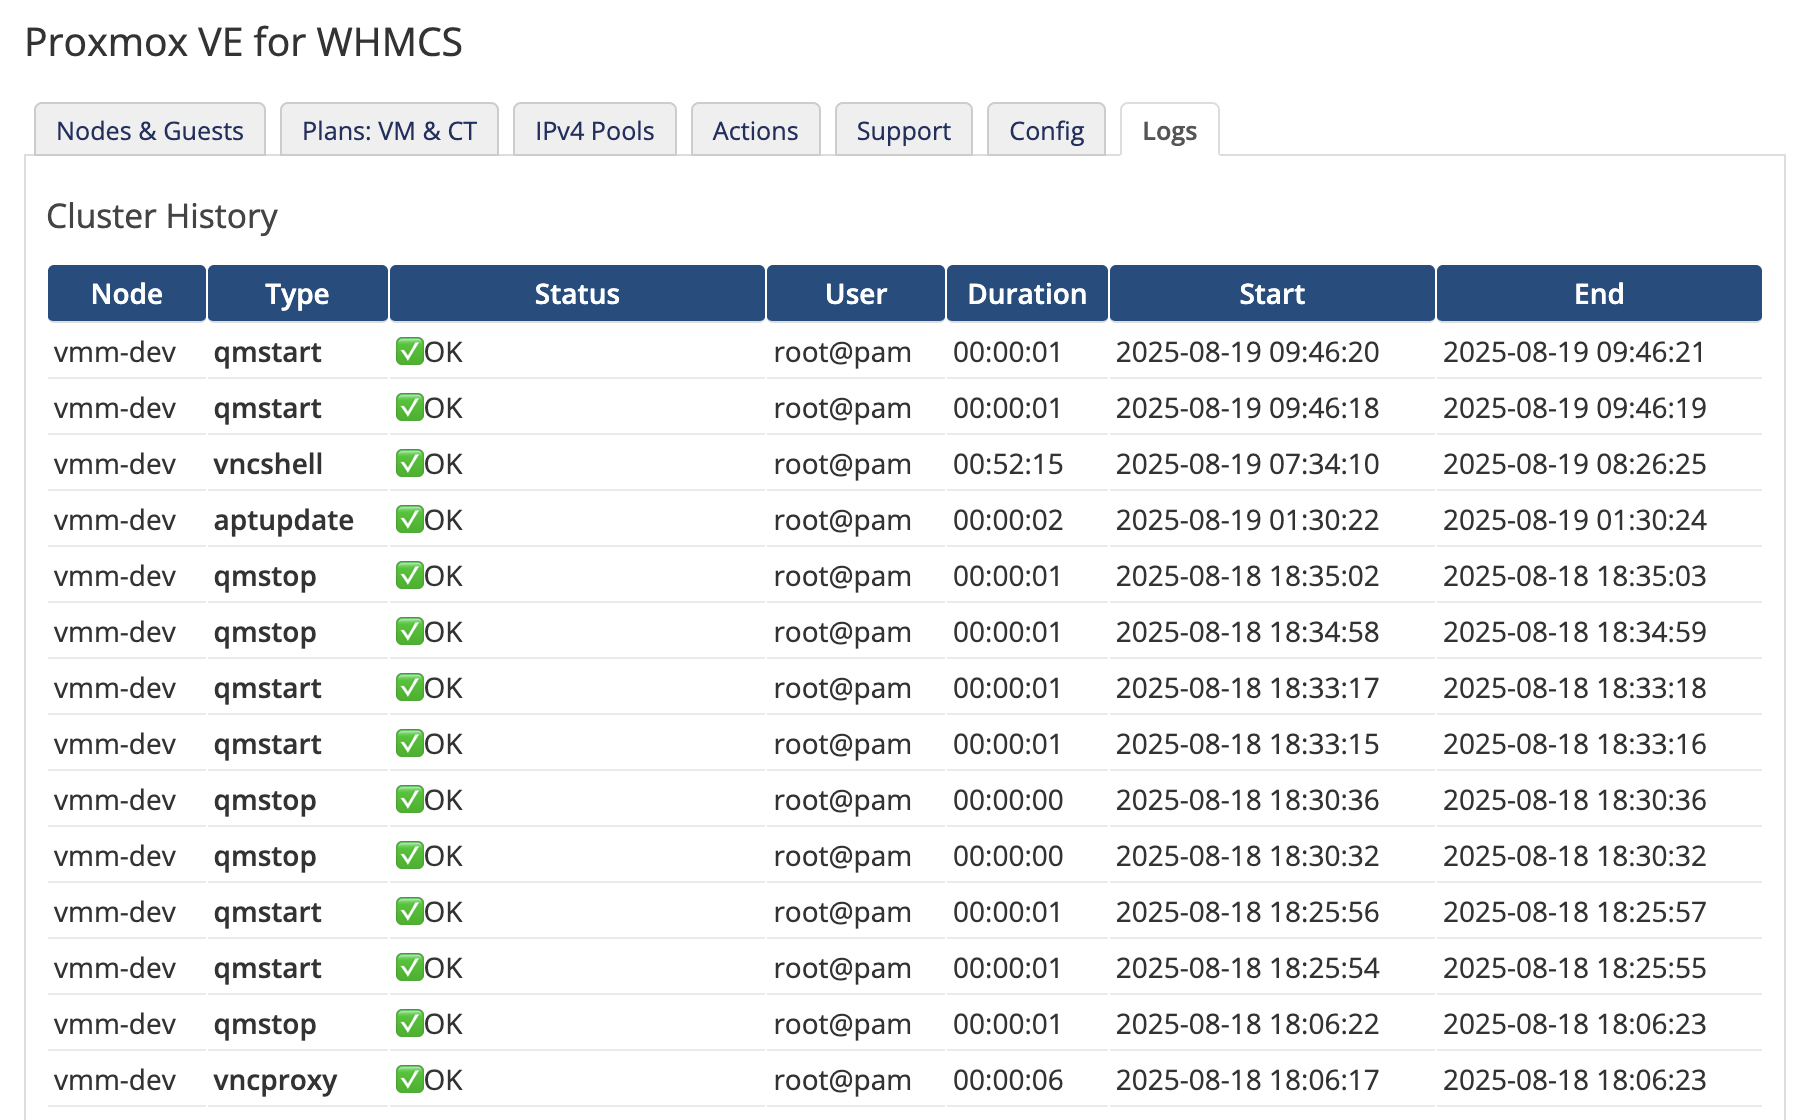 Proxmox VE for WHMCS
Nodes & Guests Plans: VM & CT IPv4 Pools Actions Support Config Logs
Cluster History
Node Type Status User Duration Start End
vmm-dev qmstart ✅OK root@pam 00:00:01 2025-08-19 09:46:20 2025-08-19 09:46:21
vmm-dev qmstart ✅OK root@pam 00:00:01 2025-08-19 09:46:18 2025-08-19 09:46:19
vmm-dev vncshell ✅OK root@pam 00:52:15 2025-08-19 07:34:10 2025-08-19 08:26:25
vmm-dev aptupdate ✅OK root@pam 00:00:02 2025-08-19 01:30:22 2025-08-19 01:30:24
vmm-dev qmstop ✅OK root@pam 00:00:01 2025-08-18 18:35:02 2025-08-18 18:35:03
vmm-dev qmstop ✅OK root@pam 00:00:01 2025-08-18 18:34:58 2025-08-18 18:34:59
vmm-dev qmstart ✅OK root@pam 00:00:01 2025-08-18 18:33:17 2025-08-18 18:33:18
vmm-dev qmstart ✅OK root@pam 00:00:01 2025-08-18 18:33:15 2025-08-18 18:33:16
vmm-dev qmstop ✅OK root@pam 00:00:00 2025-08-18 18:30:36 2025-08-18 18:30:36
vmm-dev qmstop ✅OK root@pam 00:00:00 2025-08-18 18:30:32 2025-08-18 18:30:32
vmm-dev qmstart ✅OK root@pam 00:00:01 2025-08-18 18:25:56 2025-08-18 18:25:57
vmm-dev qmstart ✅OK root@pam 00:00:01 2025-08-18 18:25:54 2025-08-18 18:25:55
vmm-dev qmstop ✅OK root@pam 00:00:01 2025-08-18 18:06:22 2025-08-18 18:06:23
vmm-dev vncproxy ✅OK root@pam 00:00:06 2025-08-18 18:06:17 2025-08-18 18:06:23